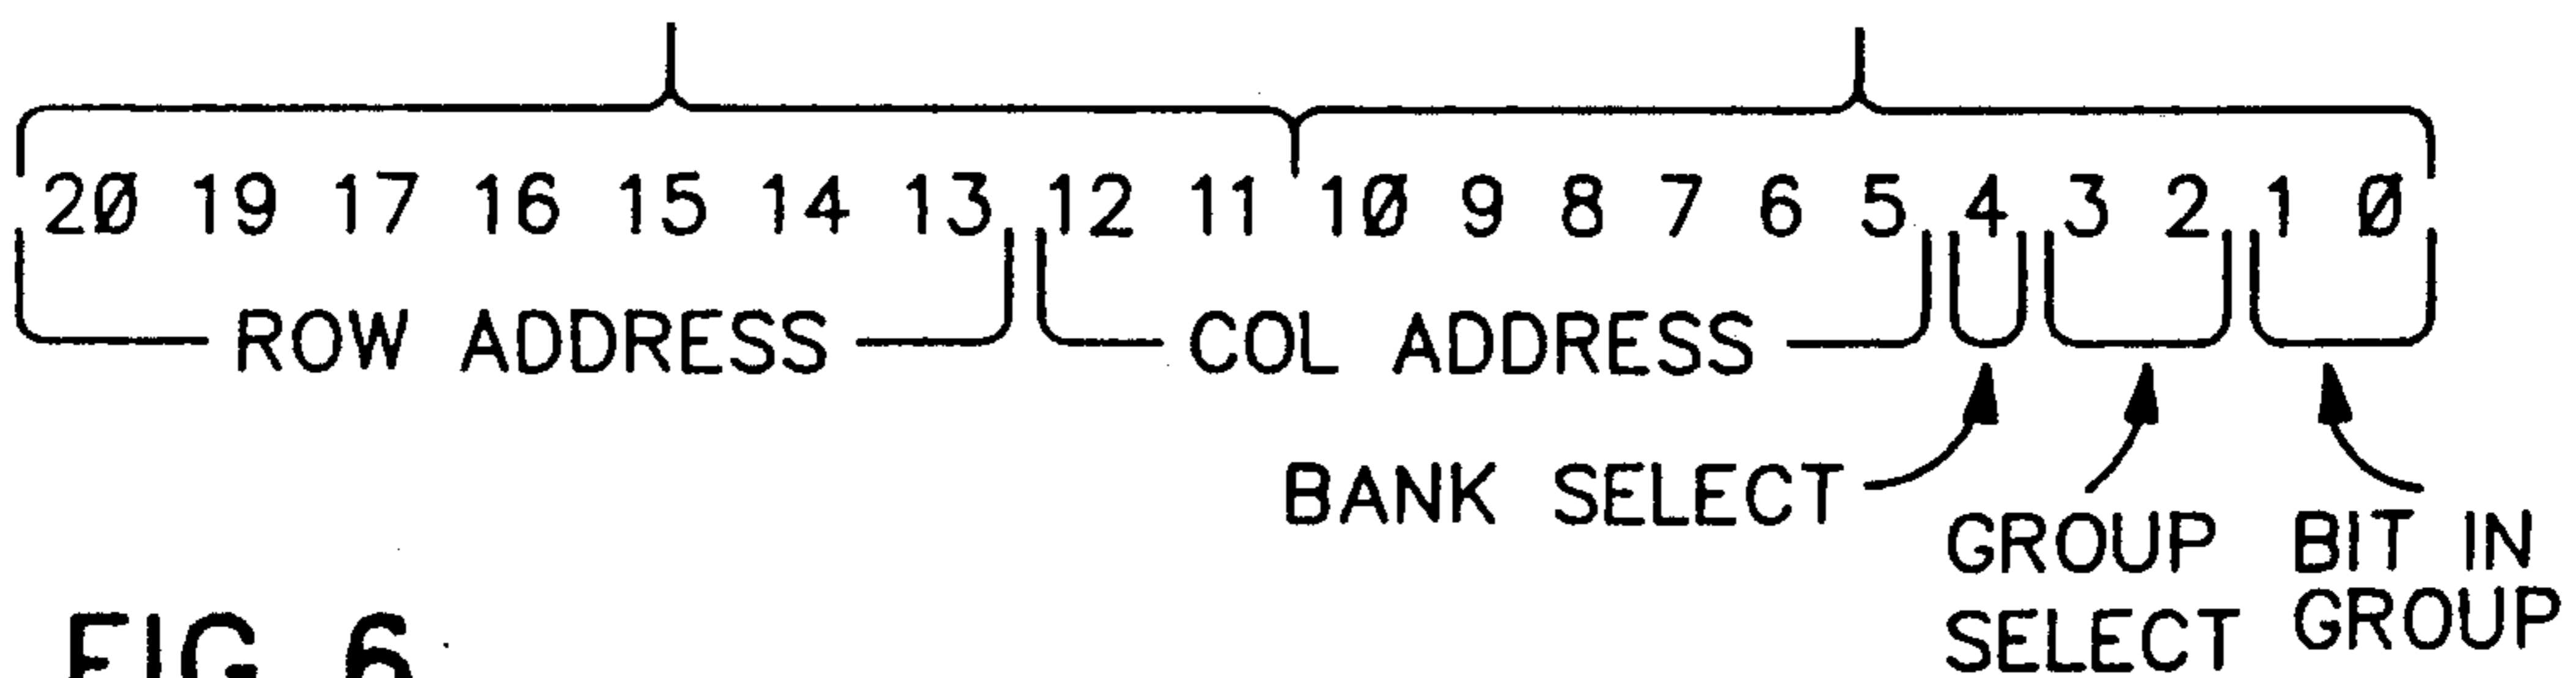 20 19 17 16 15 14 13 12 11 10 9 8 7 6 5 4 3 2 1 0
ROW ADDRESS COL ADDRESS
BANK SELECT
GROUP SELECT
BIT IN GROUP
FIG 6